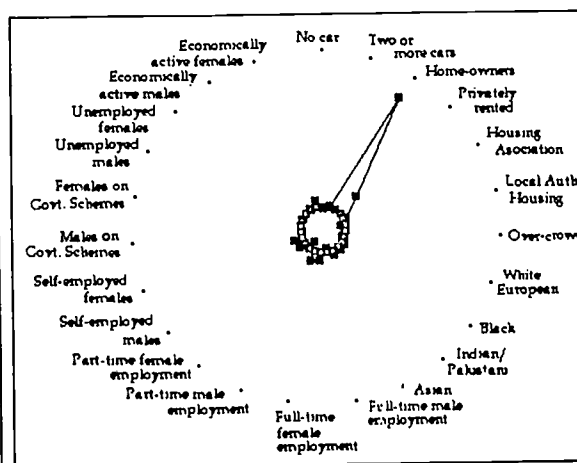 No car
Two or
more cars
Home-owners
Privately
rented
Housing
Asociation
Local Auth
Housing
Over-crow
White
European
Black
Indian/
Pakistani
Asian
Full-time male
employment
Full-time
female
employment
Part-time male
employment
Part-time female
employment
Self-employed
males
Self-employed
females
Males on
Govt. Schemes
Females on
Govt. Schemes
Unemployed
males
Unemployed
females
Economically
active males
Economically
active females